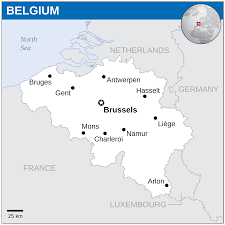 BELGIUM
North
Sea
NETHERLANDS
Bruges
Antwerpen
Gent
Hasselt
GERMANY
Brussels
Liège
Mons
Namur
Charleroi
FRANCE
Arlon
LUXEMBOURG
25 km